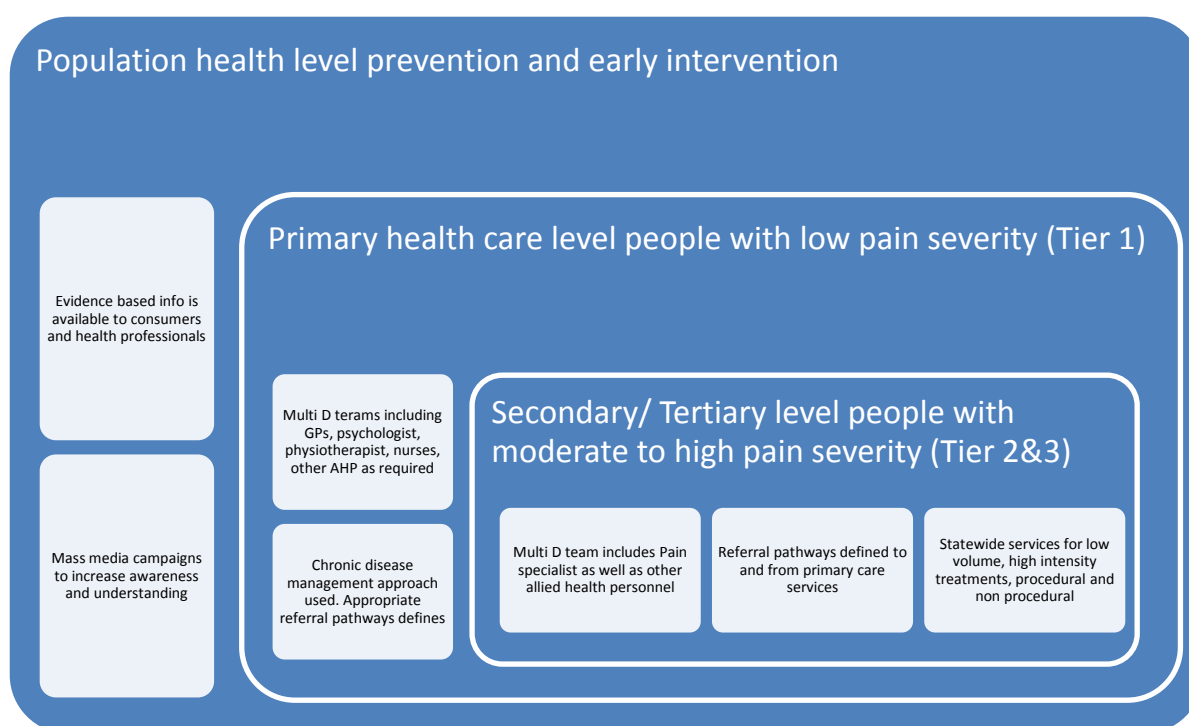 Population health level prevention and early intervention
Evidence based info is
available to consumers
and health professionals
Mass media campaigns
to increase awareness
and understanding
Primary health care level people with low pain severity (Tier 1)
Multi D terams including
GPs, psychologist,
physiotherapist, nurses,
other AHP as required
Chronic disease
management approach
used. Appropriate
referral pathways defines
Secondary/ Tertiary level people with
moderate to high pain severity (Tier 2&3)
Multi D team includes Pain
specialist as well as other
allied health personnel
Referral pathways defined to
and from primary care
services
Statewide services for low
volume, high intensity
treatments, procedural and
non procedural